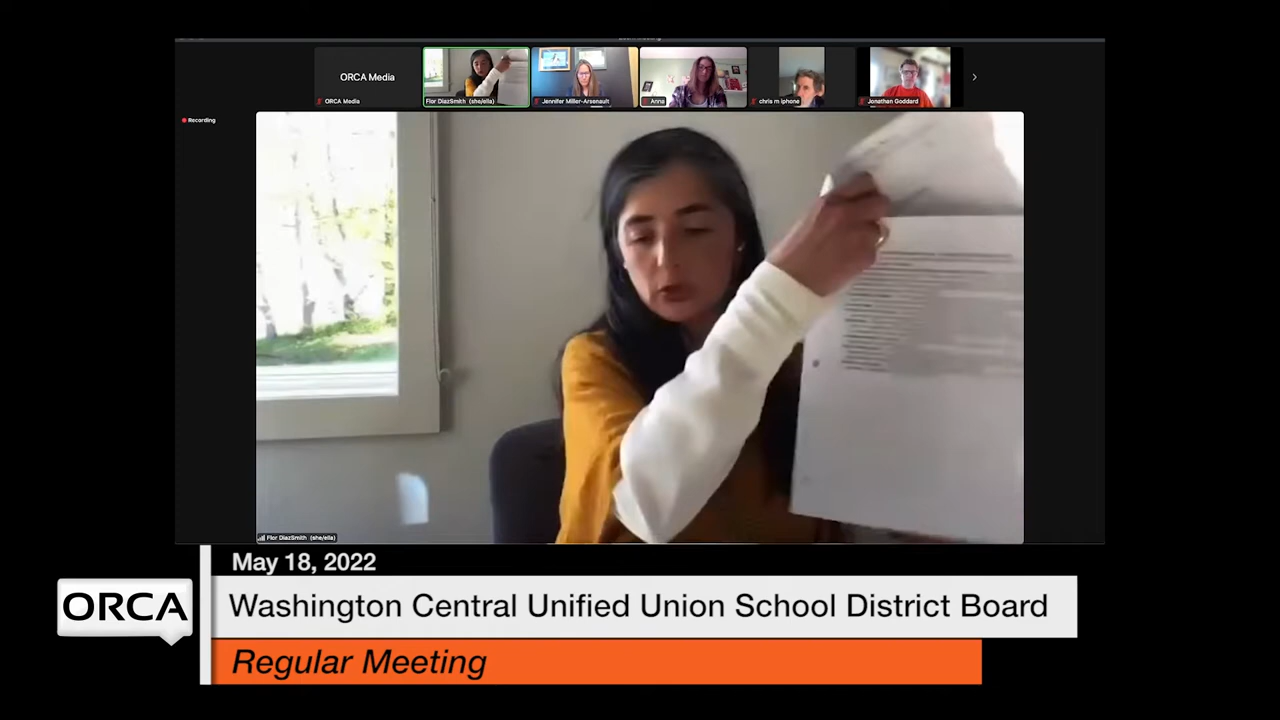 ORCA Media
ORCA Media
Flor DiazSmith (she/ella)
Jennifer Miller-Arsenault
Anna
chris m iphone
Jonathan Goddard
Recording
Flor DiazSmith (she/ella)
May 18, 2022
ORCA
Washington Central Unified Union School District Board
Regular Meeting